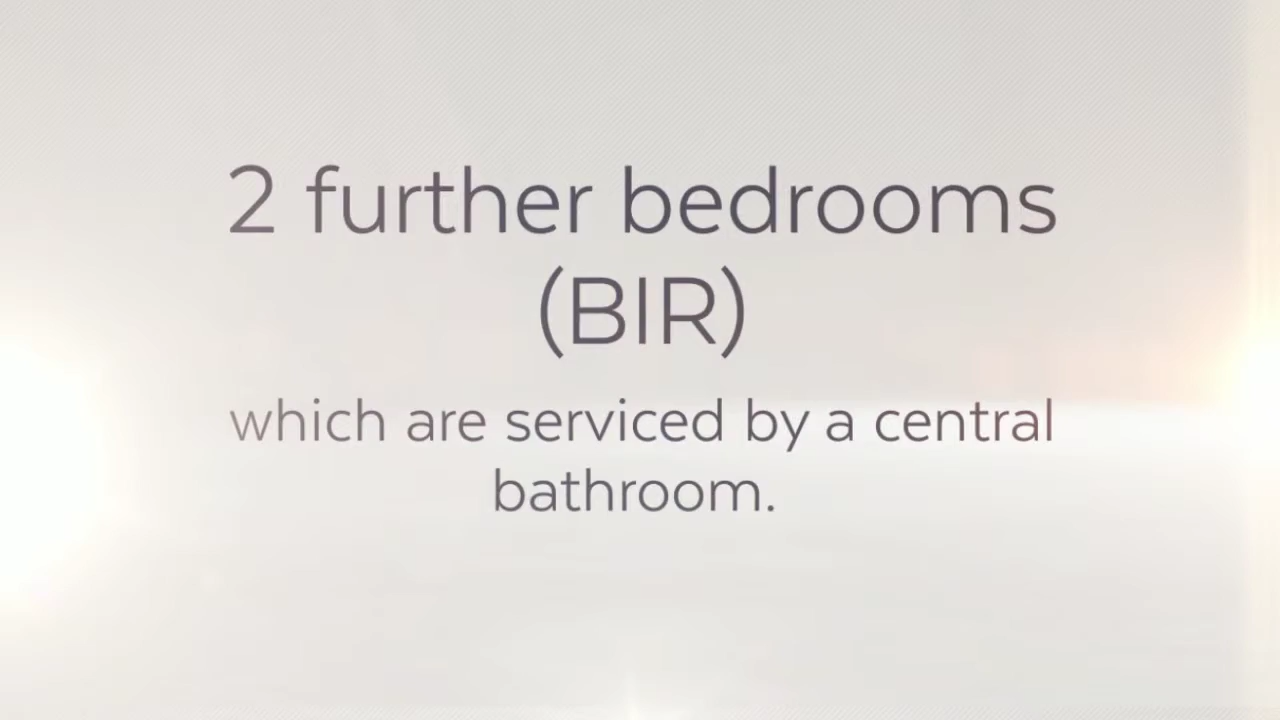 2 further bedrooms
(BIR)
which are serviced by a central
bathroom.